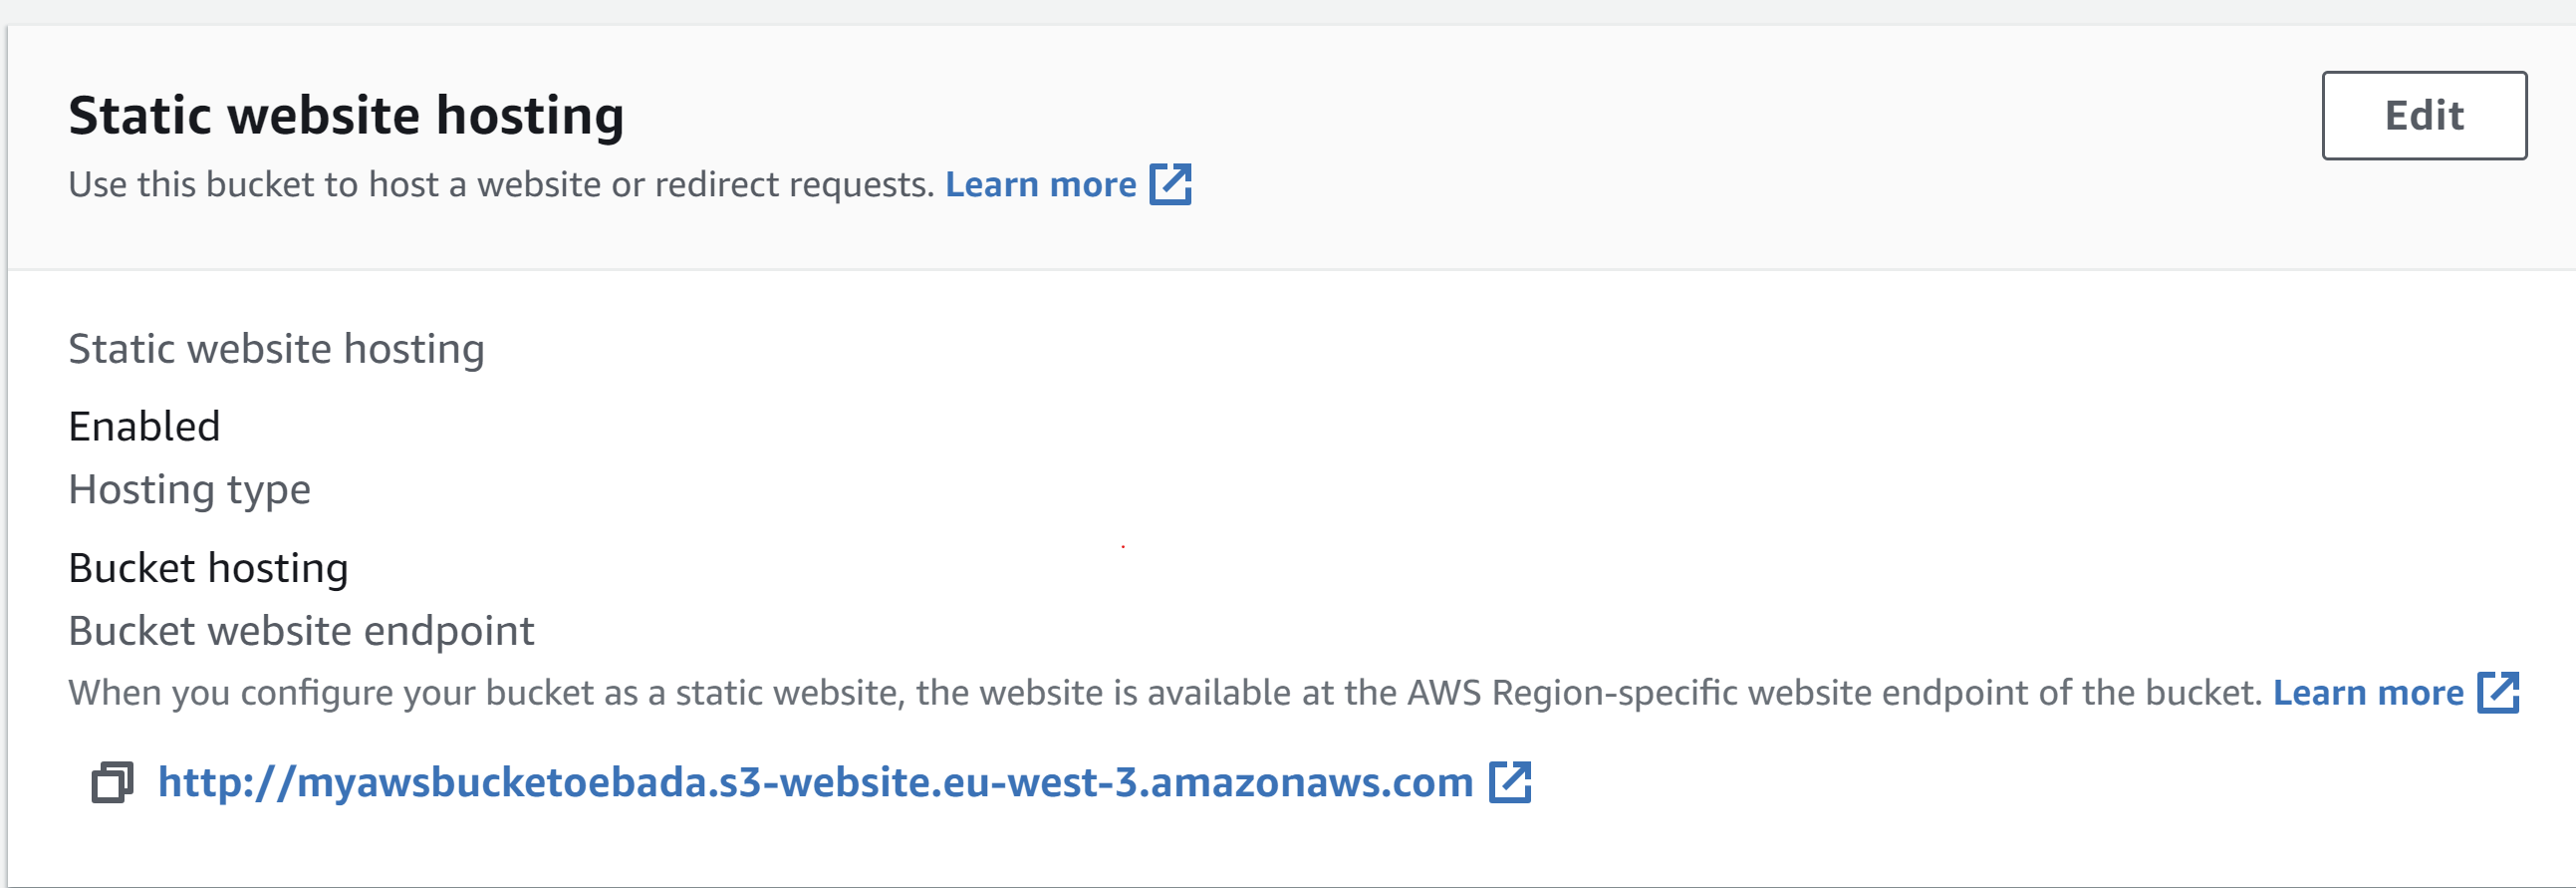 Static website hosting
Edit
Use this bucket to host a website or redirect requests. Learn more
Static website hosting
Enabled
Hosting type
Bucket hosting
Bucket website endpoint
When you configure your bucket as a static website, the website is available at the AWS Region-specific website endpoint of the bucket. Learn more
http://myawsbucketoebada.s3-website.eu-west-3.amazonaws.com